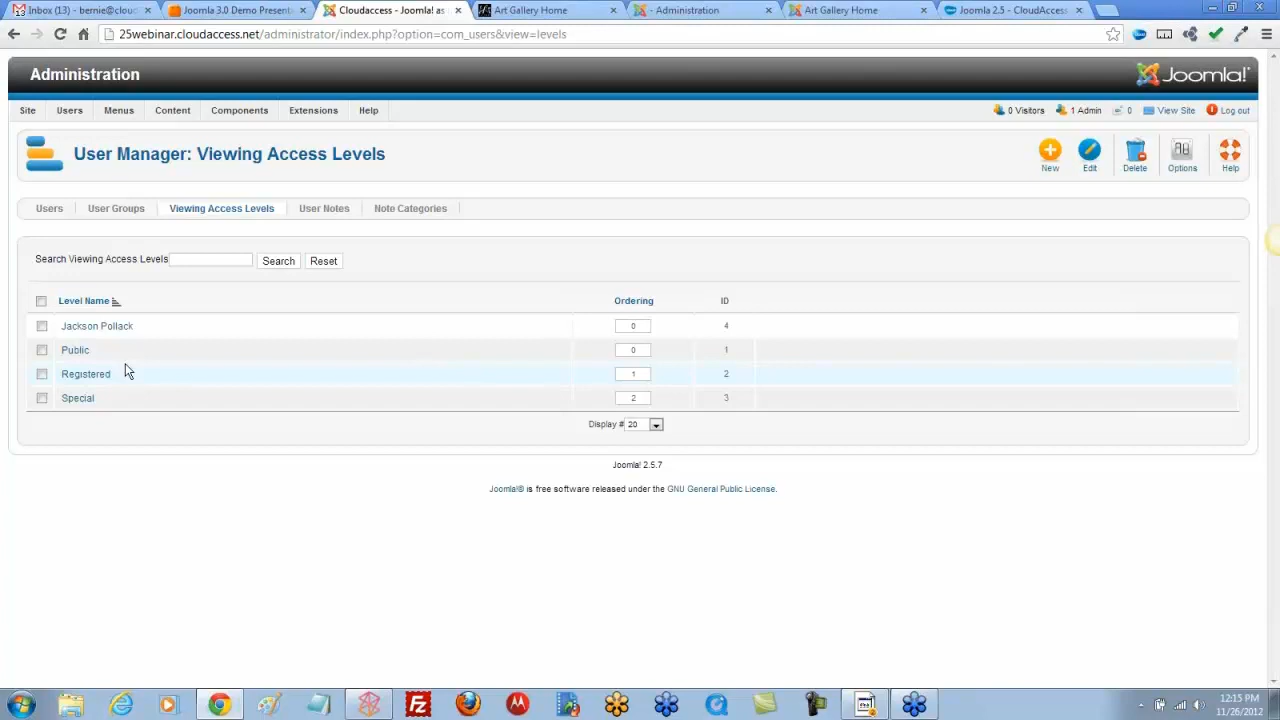 Inbox (13) - bernie@cloud
Joomla 3.0 Demo Present
Cloudaccess - Joomla! as
Art Gallery Home
- Administration
Art Gallery Home
Joomla 2.5 - CloudAccess
25webinar.cloudaccess.net/administrator/index.php?option=com_users&view=levels
Administration
Joomla!
Site Users Menus Content Components Extensions Help
0 Visitors 1 Admin 0 View Site Log out
User Manager: Viewing Access Levels
New Edit Delete Options Help
Users User Groups Viewing Access Levels User Notes Note Categories
Search Viewing Access Levels Search Reset
Level Name Ordering ID
Jackson Pollack 0 4
Public 0 1
Registered 1 2
Special 2 3
Display # 20
Joomla! 2.5.7
Joomla!® is free software released under the GNU General Public License.
12:15 PM
11/26/2012